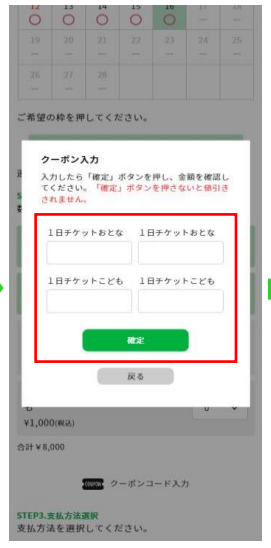 12 13 14 15 16 17 18
19 20 21 22 23 24 25
26 27 28
ご希望の枠を押してください。
クーポン入力
入力したら「確定」ボタンを押し、金額を確認し
てください。「確定」ボタンを押さないと値引き
されません。
1日チケットおとな 1日チケットおとな
1日チケットこども 1日チケットこども
確定
戻る
も
0
¥1,000(税込)
合計¥8,000
COUPON クーポンコード入力
STEP3.支払方法選択
支払方法を選択してください。